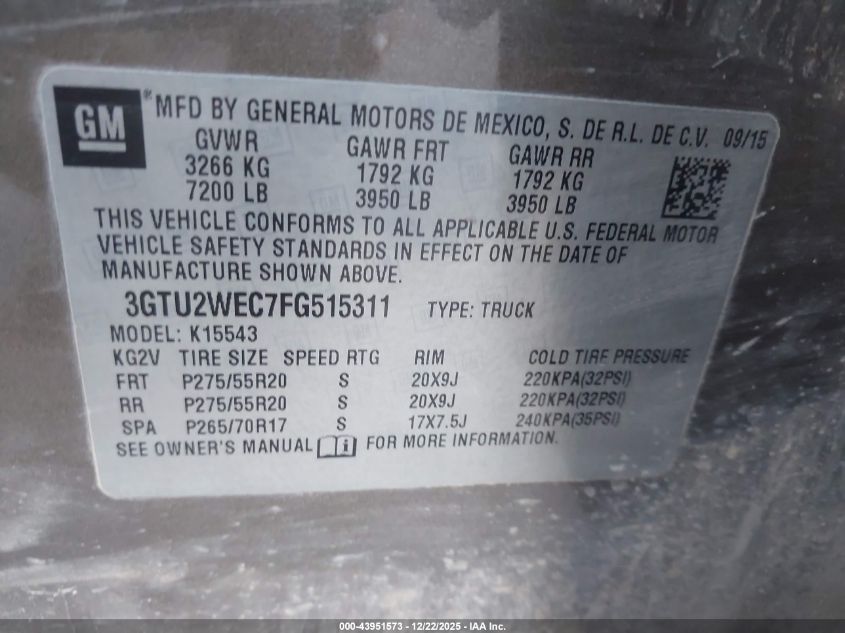 GM
® MFD BY GENERAL MOTORS DE MEXICO, S. DE R.L. DE C.V. 09/15
GVWR GAWR FRT GAWR RR
3266 KG 1792 KG 1792 KG
7200 LB 3950 LB 3950 LB
THIS VEHICLE CONFORMS TO ALL APPLICABLE U.S. FEDERAL MOTOR
VEHICLE SAFETY STANDARDS IN EFFECT ON THE DATE OF
MANUFACTURE SHOWN ABOVE.
3GTU2WEC7FG515311 TYPE: TRUCK
MODEL: K15543
KG2V TIRE SIZE SPEED RTG RIM COLD TIRE PRESSURE
FRT P275/55R20 S 20X9J 220KPA(32PSI)
RR P275/55R20 S 20X9J 220KPA(32PSI)
SPA P265/70R17 S 17X7.5J 240KPA(35PSI)
SEE OWNER'S MANUAL i FOR MORE INFORMATION.
000-43951573 - 12/22/2025 - IAA Inc.